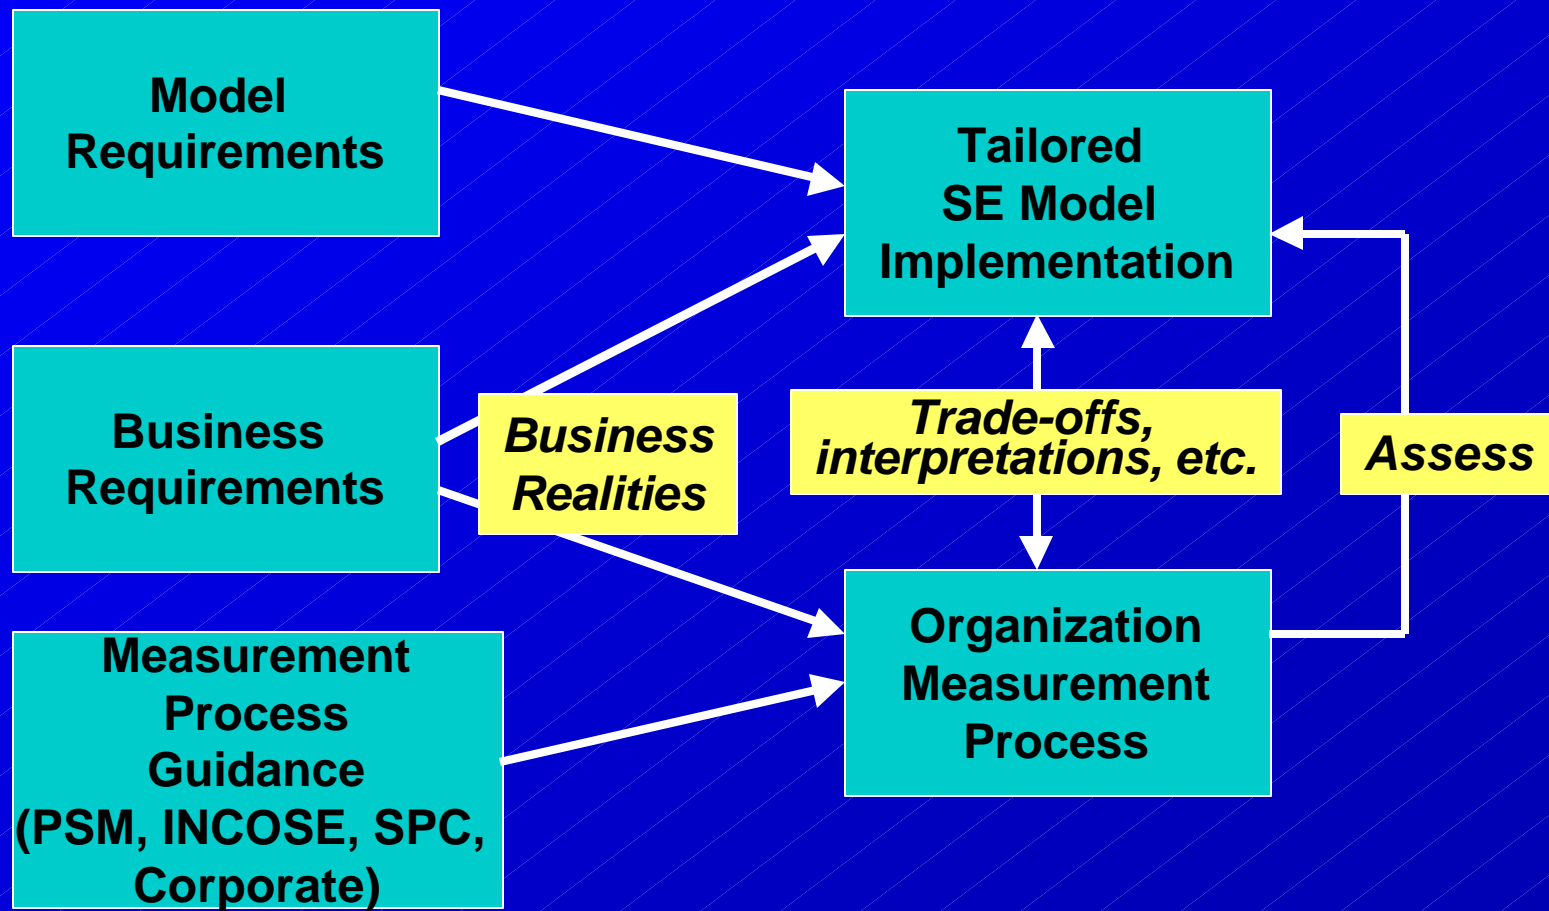 Model
Requirements
Tailored
SE Model
Implementation
Business
Requirements
Business
Realities
Trade-offs,
interpretations, etc.
Assess
Measurement
Process
Guidance
(PSM, INCOSE, SPC,
Corporate)
Organization
Measurement
Process